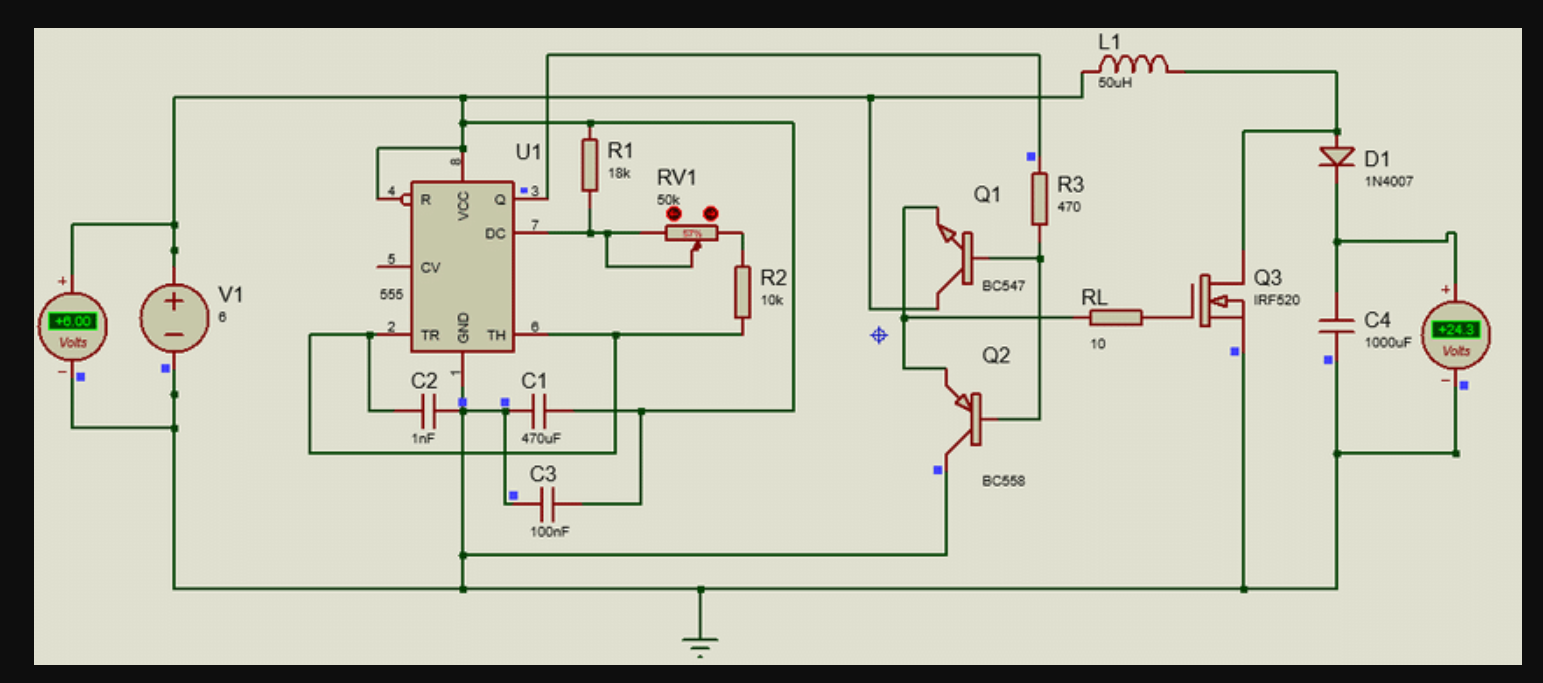 L1
50uH
U1
R1
18k
RV1
50k
57%
R2
10k
8
4
R
VCC
Q
3
DC
7
5
CV
555
2
TR
GND
TH
6
1
C2
1nF
C1
470uF
C3
100nF
+
+6.00
Volts
−
+
−
V1
6
Q1
BC547
R3
470
Q2
BC558
RL
10
Q3
IRF520
D1
1N4007
C4
1000uF
+
+24.3
Volts
−